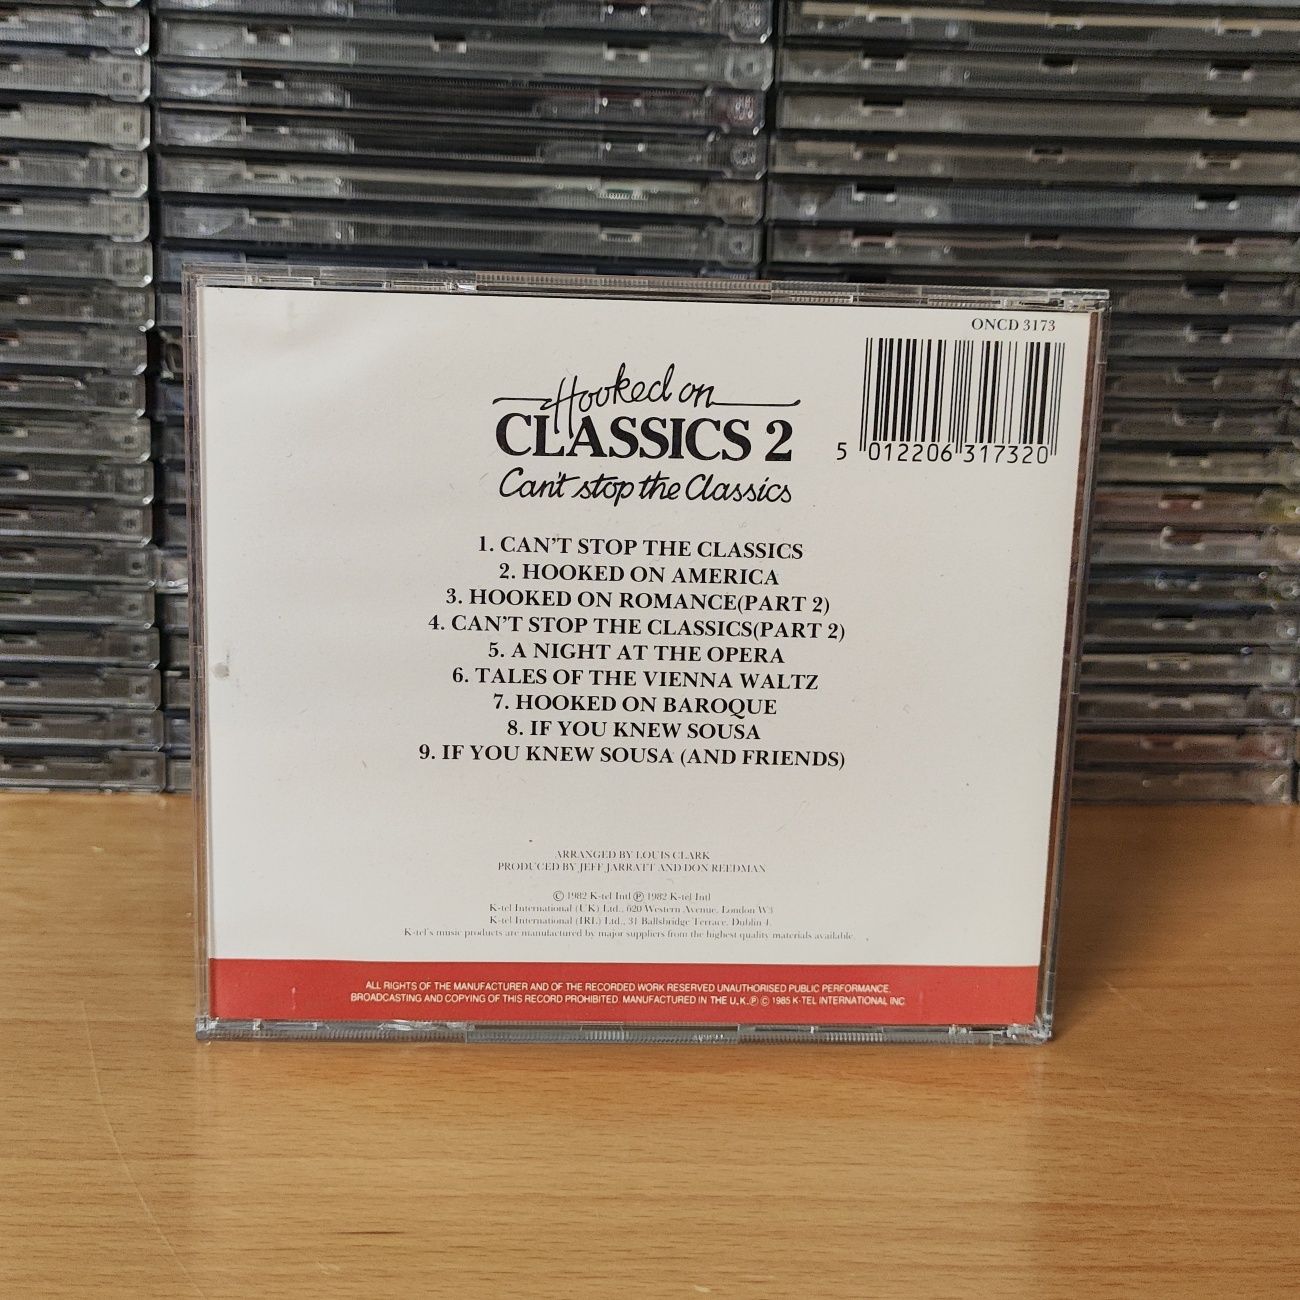 ONCD 3173
Hooked on
CLASSICS 2
Can't stop the Classics
5 012206 317320
1. CAN'T STOP THE CLASSICS
2. HOOKED ON AMERICA
3. HOOKED ON ROMANCE(PART 2)
4. CAN'T STOP THE CLASSICS(PART 2)
5. A NIGHT AT THE OPERA
6. TALES OF THE VIENNA WALTZ
7. HOOKED ON BAROQUE
8. IF YOU KNEW SOUSA
9. IF YOU KNEW SOUSA (AND FRIENDS)
ARRANGED BY LOUIS CLARK
PRODUCED BY JEFF JARRATT AND DON REEDMAN
© 1982 K-tel Intl ℗ 1982 K-tel Intl
K-tel International (UK) Ltd., 620 Western Avenue, London W3
K-tel International (IRL) Ltd., 31 Ballsbridge Terrace, Dublin 4.
K-tel's music products are manufactured by major suppliers from the highest quality materials available.
ALL RIGHTS OF THE MANUFACTURER AND OF THE RECORDED WORK RESERVED UNAUTHORISED PUBLIC PERFORMANCE.
BROADCASTING AND COPYING OF THIS RECORD PROHIBITED. MANUFACTURED IN THE U.K. ℗ © 1985 K-TEL INTERNATIONAL INC